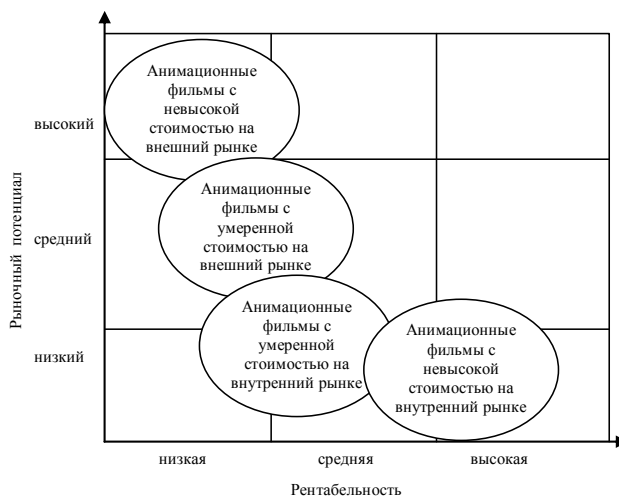 Рыночный потенциал
высокий
средний
низкий
Анимационные
фильмы с
невысокой
стоимостью на
внешний рынке
Анимационные
фильмы с
умеренной
стоимостью на
внешний рынке
Анимационные
фильмы с
умеренной
стоимостью на
внутренний рынке
Анимационные
фильмы с
невысокой
стоимостью на
внутренний рынке
низкая
средняя
высокая
Рентабельность